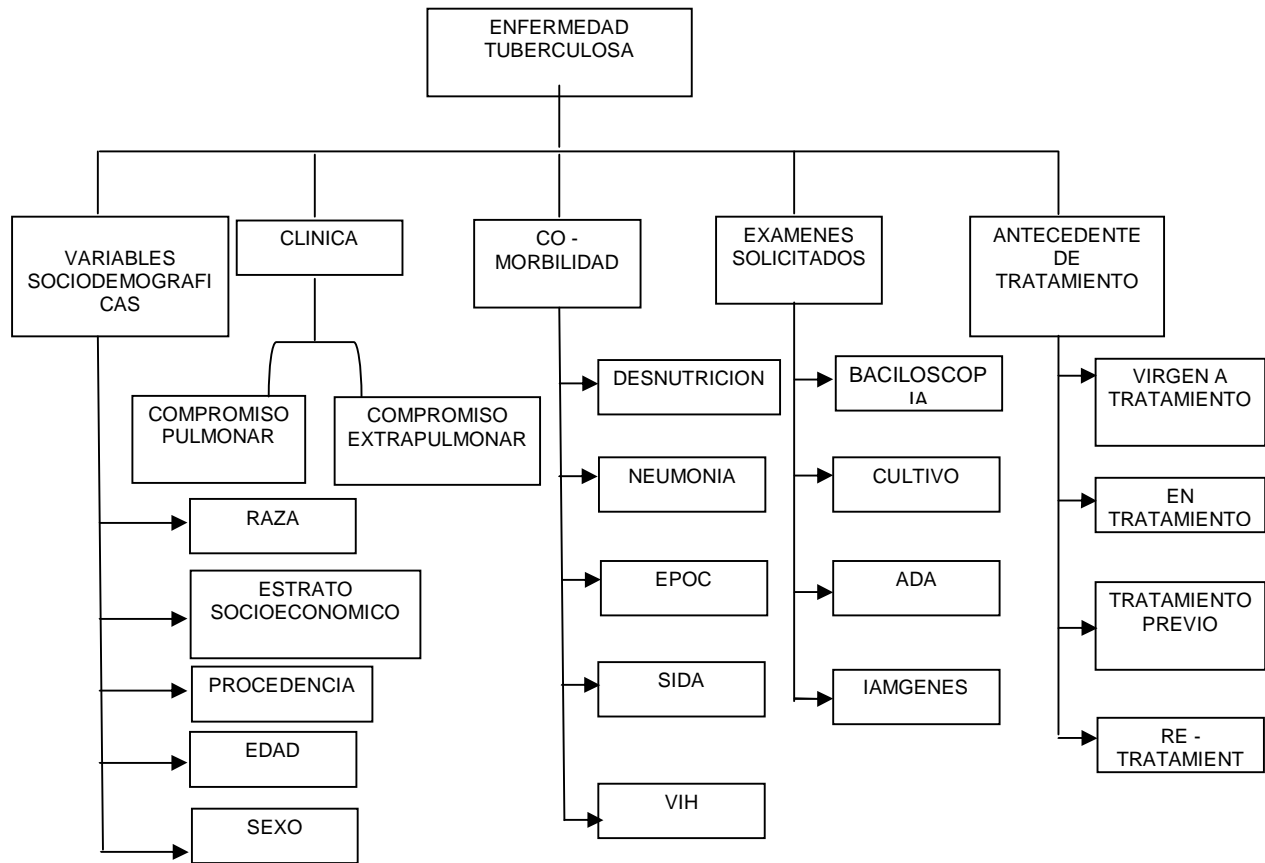 ENFERMEDAD
TUBERCULOSA
VARIABLES
SOCIODEMOGRAFI
CAS
CLINICA
CO -
MORBILIDAD
EXAMENES
SOLICITADOS
ANTECEDENTE
DE
TRATAMIENTO
COMPROMISO
PULMONAR
COMPROMISO
EXTRAPULMONAR
RAZA
ESTRATO
SOCIOECONOMICO
PROCEDENCIA
EDAD
SEXO
DESNUTRICION
NEUMONIA
EPOC
SIDA
VIH
BACILOSCOP
IA
CULTIVO
ADA
IAMGENES
VIRGEN A
TRATAMIENTO
EN
TRATAMIENTO
TRATAMIENTO
PREVIO
RE -
TRATAMIENT